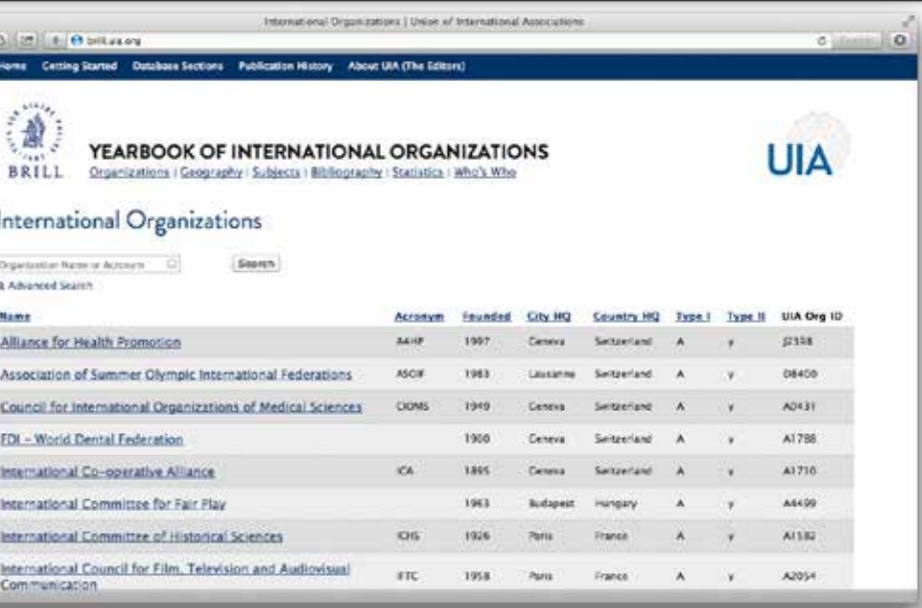 International Organizations | Union of International Associations
brill.uia.org
Home Getting Started Database Sections Publication History About UIA (The Editors)
BRILL
YEARBOOK OF INTERNATIONAL ORGANIZATIONS
UIA
Organizations | Geography | Subjects | Bibliography | Statistics | Who's Who
International Organizations
Organization Name or Acronym Search
Advanced Search
Name Acronym Founded City HQ Country HQ Type I Type II UIA Org ID
Alliance for Health Promotion 1997 Geneva Switzerland A y
Association of Summer Olympic International Federations ASOIF 1983 Lausanne Switzerland A y
Council for International Organizations of Medical Sciences CIOMS 1949 Geneva Switzerland A y A0431
FDI – World Dental Federation 1900 Geneva Switzerland A y A1788
International Co-operative Alliance ICA 1895 Geneva Switzerland A y A1710
International Committee for Fair Play 1963 Budapest Hungary A y
International Committee of Historical Sciences ICHS 1926 Paris France A y A1582
International Council for Film, Television and Audiovisual
Communication IFTC 1958 Paris France A y A2054